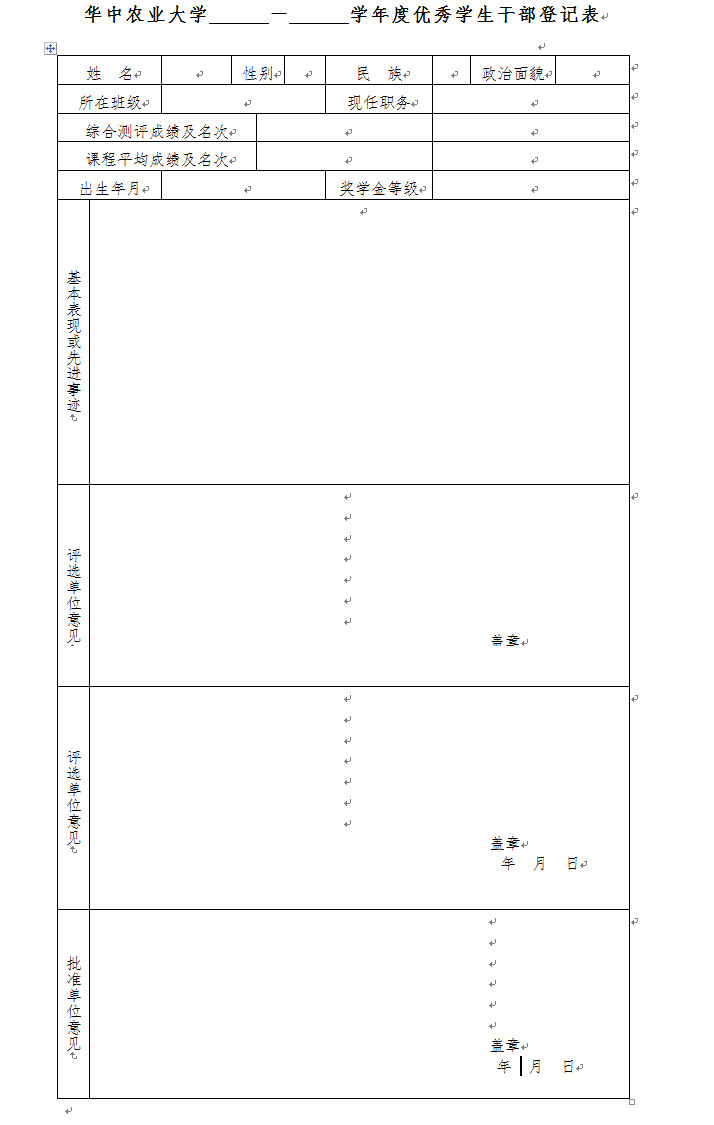 华中农业大学______－______学年度优秀学生干部登记表
姓 名 性别 民 族 政治面貌
所在班级 现任职务
综合测评成绩及名次
课程平均成绩及名次
出生年月 奖学金等级
基本表现或先进事迹
评选单位意见
盖章
评选单位意见
盖章
年 月 日
批准单位意见
盖章
年 月 日